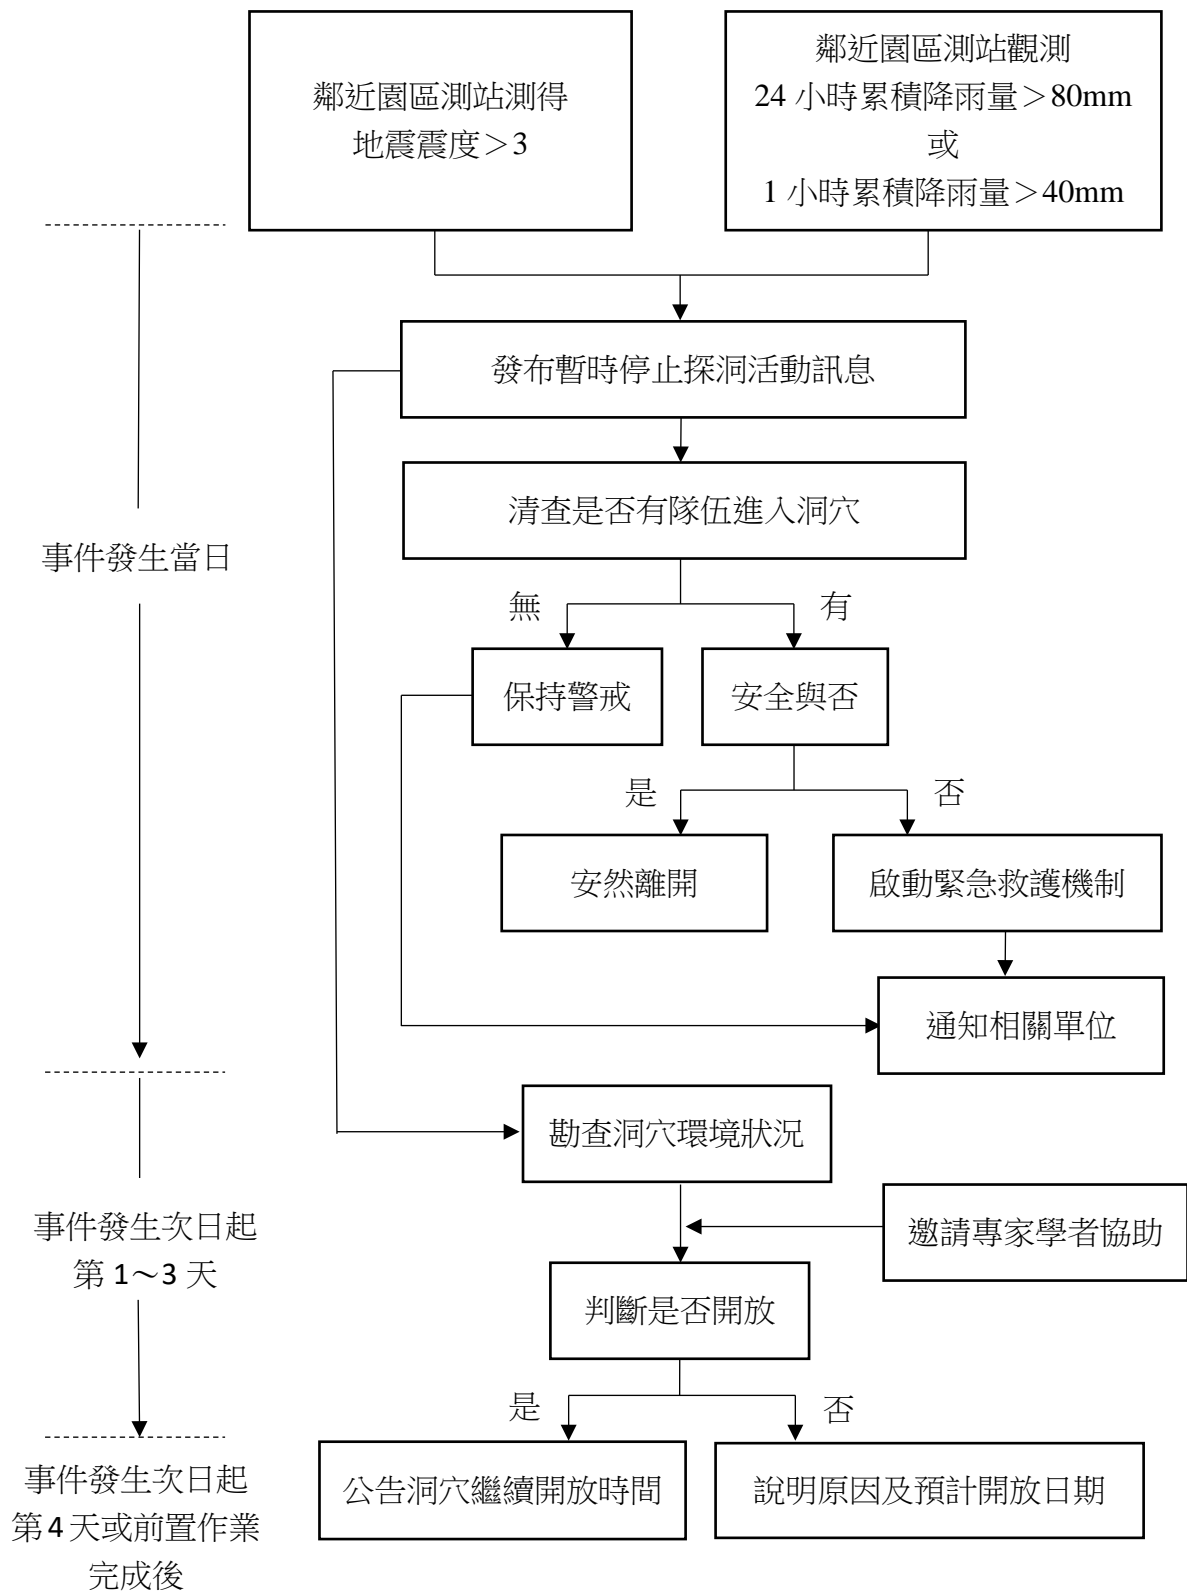 鄰近園區測站測得
地震震度＞3
鄰近園區測站觀測
24 小時累積降雨量＞80mm
或
1 小時累積降雨量＞40mm
發布暫時停止探洞活動訊息
清查是否有隊伍進入洞穴
事件發生當日
無
有
保持警戒
安全與否
是
否
安然離開
啟動緊急救護機制
通知相關單位
勘查洞穴環境狀況
事件發生次日起
第 1～3 天
邀請專家學者協助
判斷是否開放
是
否
公告洞穴繼續開放時間
說明原因及預計開放日期
事件發生次日起
第 4 天或前置作業
完成後